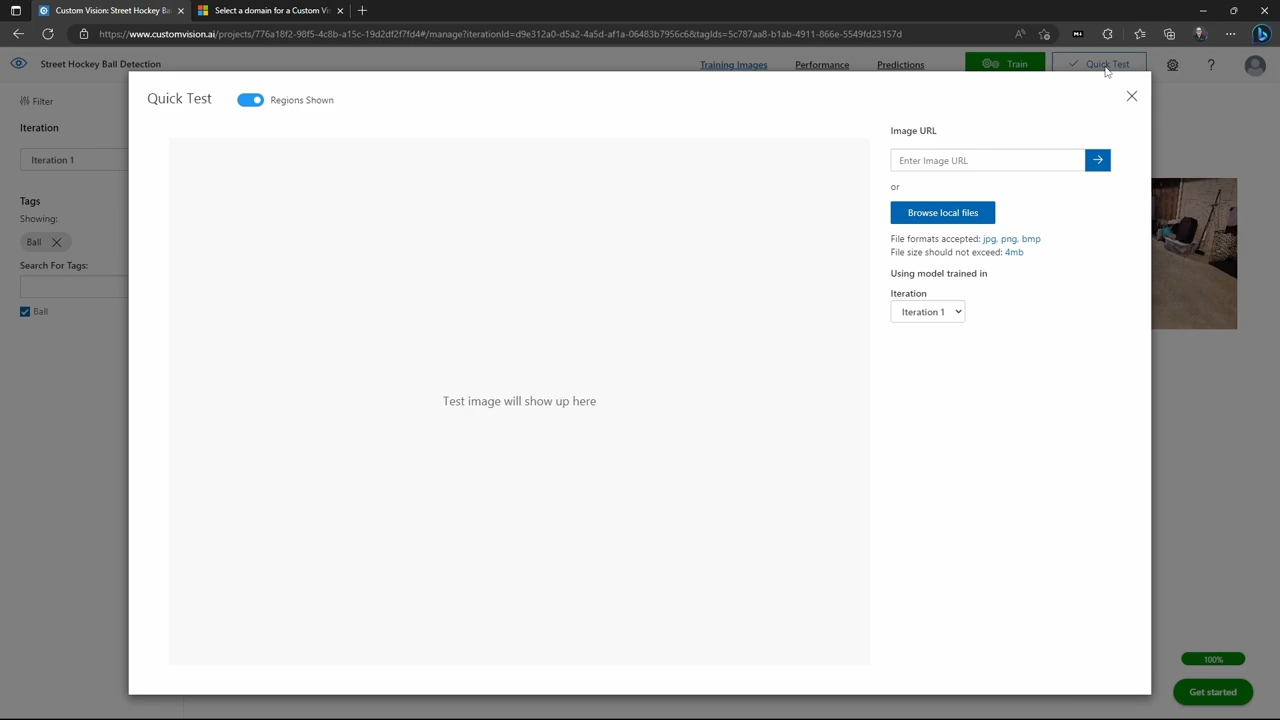 Custom Vision: Street Hockey Ba
Select a domain for a Custom Vis
https://www.customvision.ai/projects/776a18f2-98f5-4c8b-a15c-19d2df2f7fd4#/manage?iterationId=d9e312a0-d5a2-4a5d-af1a-06483b7956c6&tagIds=5c787aa8-b1ab-4911-866e-5549fd23157d
Street Hockey Ball Detection
Training Images
Performance
Predictions
Train
Quick Test
?
Filter
Iteration
Iteration 1
Tags
Showing:
Ball
Search For Tags:
Ball
Quick Test
Regions Shown
Test image will show up here
Image URL
Enter Image URL
or
Browse local files
File formats accepted: jpg, png, bmp
File size should not exceed: 4mb
Using model trained in
Iteration
Iteration 1
100%
Get started